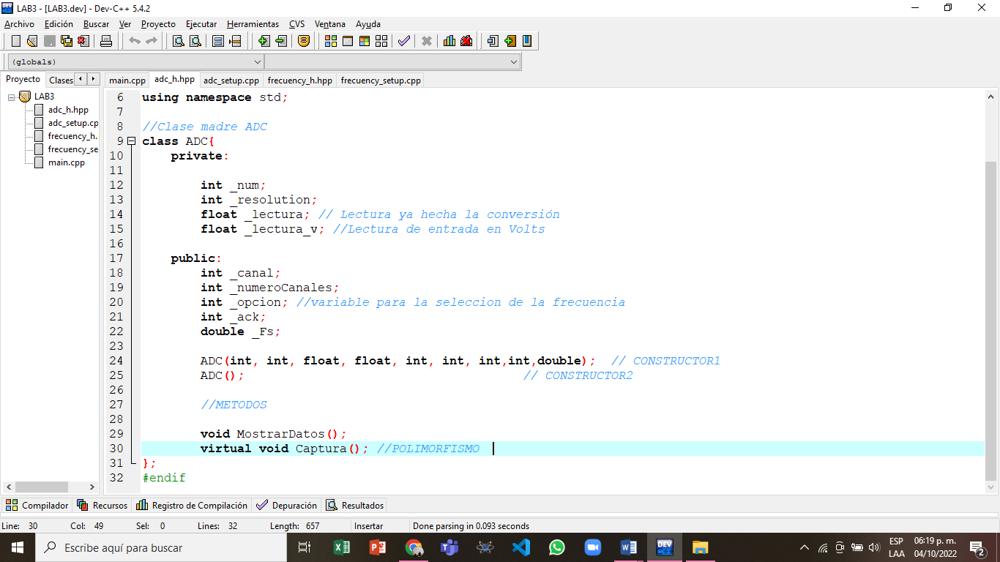 LAB3 - [LAB3.dev] - Dev-C++ 5.4.2
Archivo Edición Buscar Ver Proyecto Ejecutar Herramientas CVS Ventana Ayuda
(globals)
Proyecto Clases main.cpp adc_h.hpp adc_setup.cpp frecuency_h.hpp frecuency_setup.cpp
LAB3
adc_h.hpp
adc_setup.cp
frecuency_h.
frecuency_se
main.cpp
6 using namespace std;
7
8 //Clase madre ADC
9 class ADC{
10 private:
11
12 int _num;
13 int _resolution;
14 float _lectura; // Lectura ya hecha la conversión
15 float _lectura_v; //Lectura de entrada en Volts
16
17 public:
18 int _canal;
19 int _numeroCanales;
20 int _opcion; //variable para la seleccion de la frecuencia
21 int _ack;
22 double _Fs;
23
24 ADC(int, int, float, float, int, int, int,int,double); // CONSTRUCTOR1
25 ADC(); // CONSTRUCTOR2
26
27 //METODOS
28
29 void MostrarDatos();
30 virtual void Captura(); //POLIMORFISMO
31 };
32 #endif
Compilador Recursos Registro de Compilación Depuración Resultados
Line: 30 Col: 49 Sel: 0 Lines: 32 Length: 657 Insertar Done parsing in 0.093 seconds
Escribe aquí para buscar
ESP 06:19 p. m.
LAA 04/10/2022
2